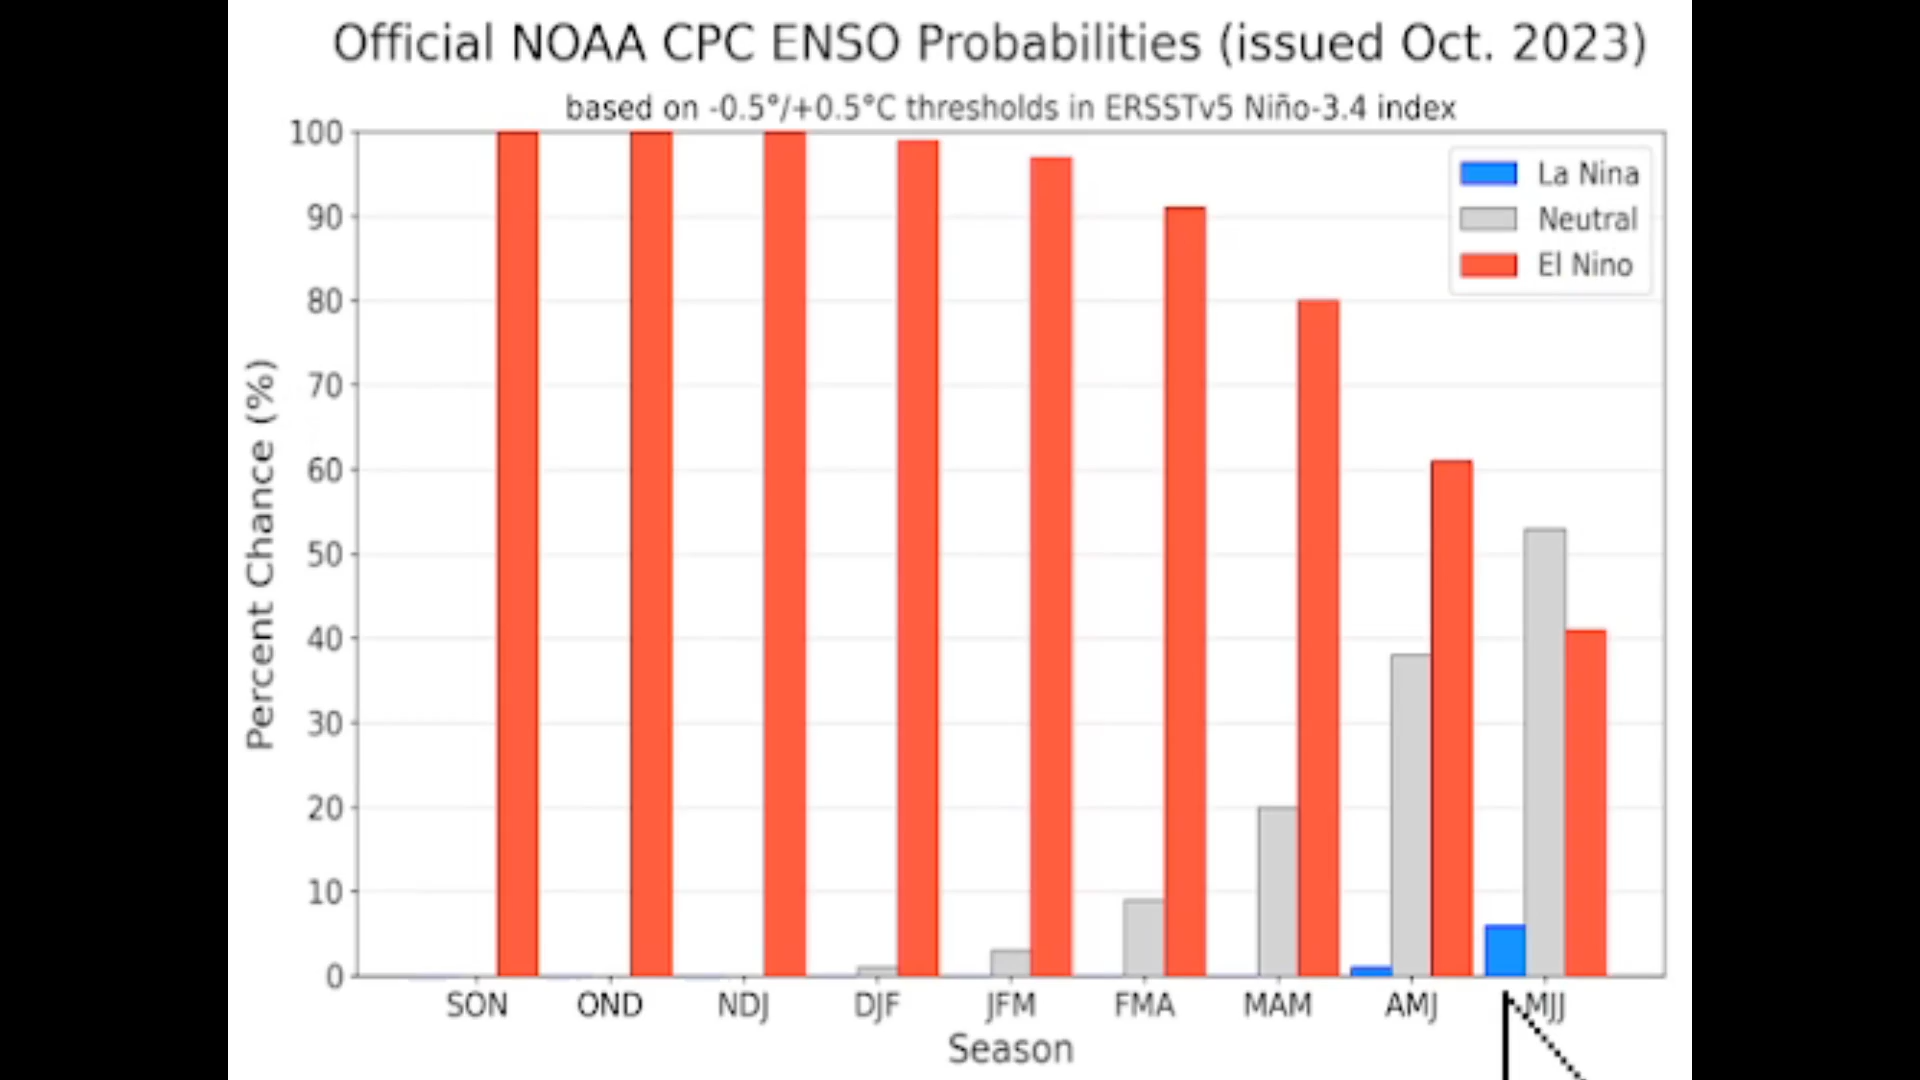 Official NOAA CPC ENSO Probabilities (issued Oct. 2023)
based on -0.5°/+0.5°C thresholds in ERSSTv5 Niño-3.4 index
100
90
80
70
60
50
40
30
20
10
0
Percent Chance (%)
La Nina
Neutral
El Nino
SON OND NDJ DJF JFM FMA MAM AMJ MJJ
Season